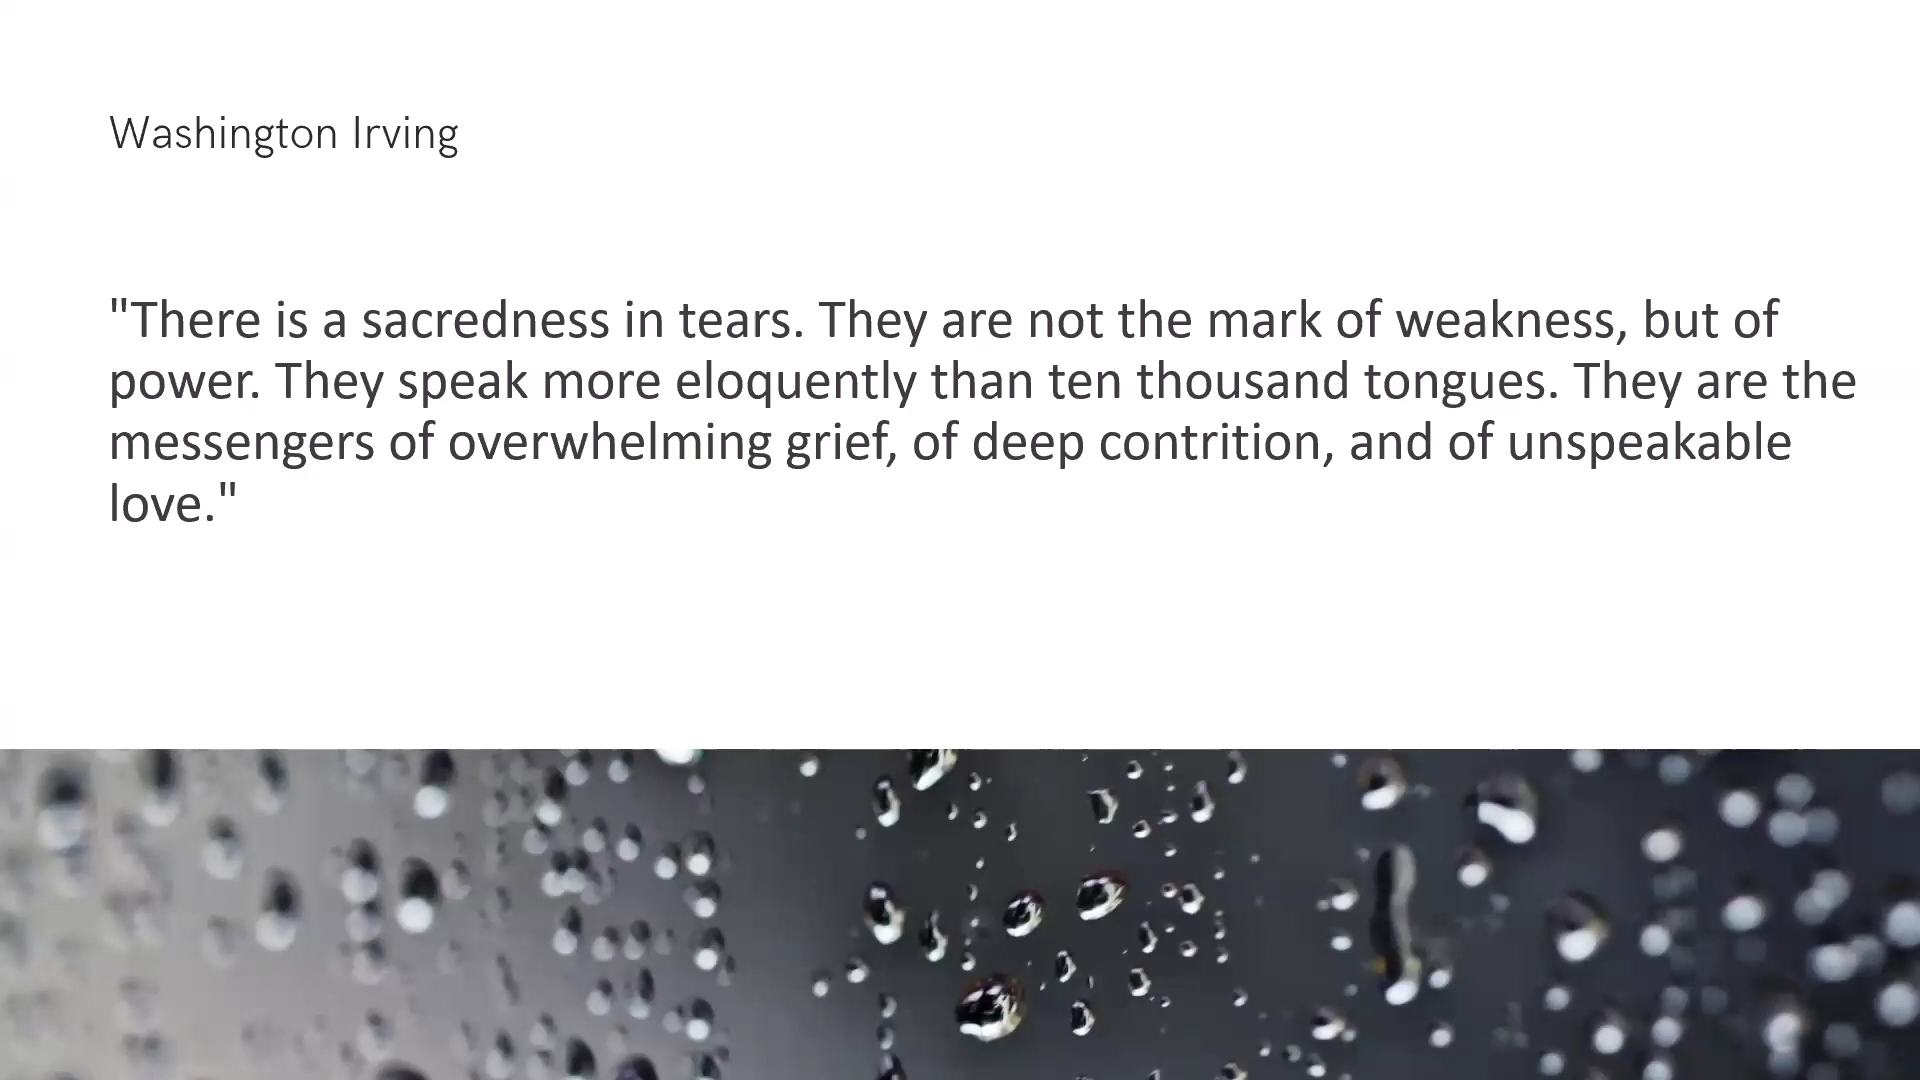 Washington Irving
"There is a sacredness in tears. They are not the mark of weakness, but of
power. They speak more eloquently than ten thousand tongues. They are the
messengers of overwhelming grief, of deep contrition, and of unspeakable
love."